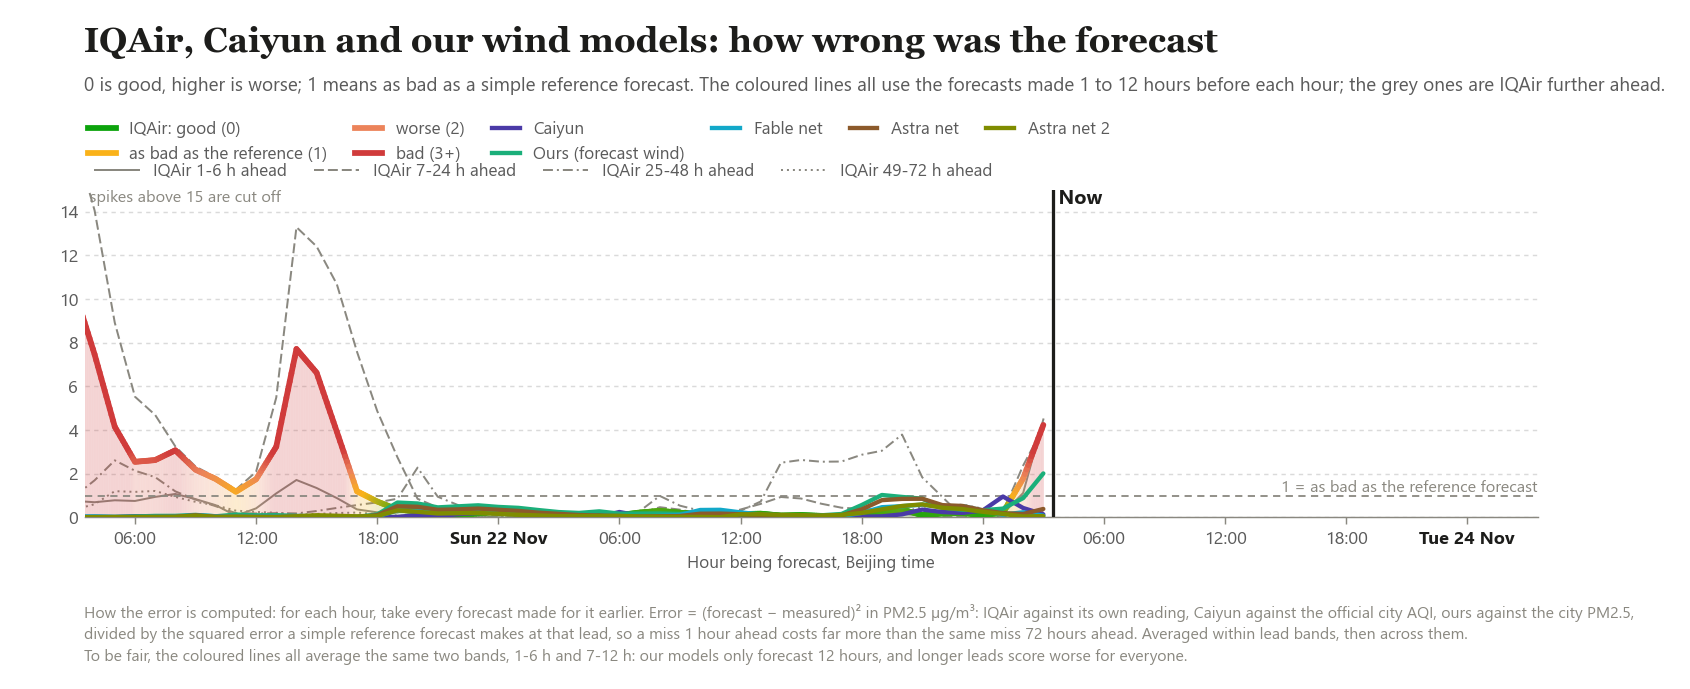 IQAir, Caiyun and our wind models: how wrong was the forecast
0 is good, higher is worse; 1 means as bad as a simple reference forecast. The coloured lines all use the forecasts made 1 to 12 hours before each hour; the grey ones are IQAir further ahead.
IQAir: good (0) worse (2) Caiyun Fable net Astra net Astra net 2
as bad as the reference (1) bad (3+) Ours (forecast wind)
IQAir 1-6 h ahead IQAir 7-24 h ahead IQAir 25-48 h ahead IQAir 49-72 h ahead
spikes above 15 are cut off
Now
14
12
10
8
6
4
2
1 = as bad as the reference forecast
0
06:00 12:00 18:00 Sun 22 Nov 06:00 12:00 18:00 Mon 23 Nov 06:00 12:00 18:00 Tue 24 Nov
Hour being forecast, Beijing time
How the error is computed: for each hour, take every forecast made for it earlier. Error = (forecast − measured)² in PM2.5 µg/m³: IQAir against its own reading, Caiyun against the official city AQI, ours against the city PM2.5,
divided by the squared error a simple reference forecast makes at that lead, so a miss 1 hour ahead costs far more than the same miss 72 hours ahead. Averaged within lead bands, then across them.
To be fair, the coloured lines all average the same two bands, 1-6 h and 7-12 h: our models only forecast 12 hours, and longer leads score worse for everyone.